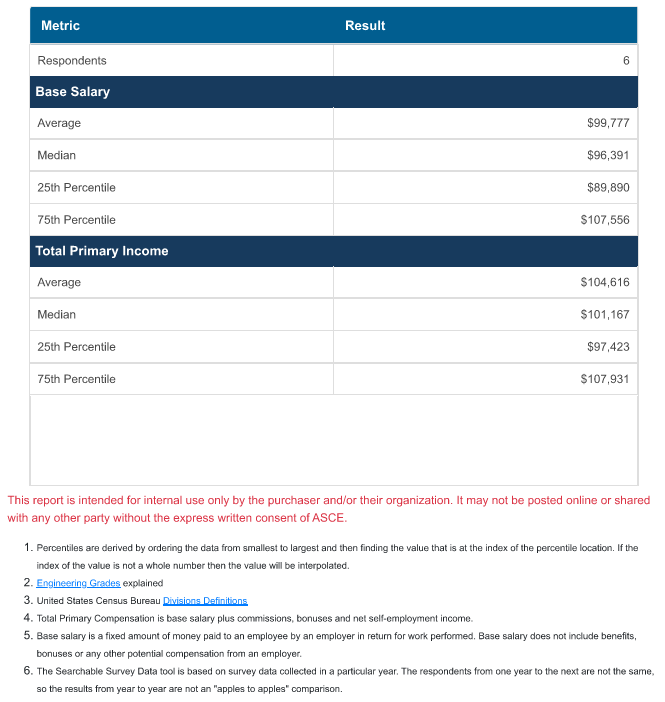 Metric Result
Respondents 6
Base Salary
Average $99,777
Median $96,391
25th Percentile $89,890
75th Percentile $107,556
Total Primary Income
Average $104,616
Median $101,167
25th Percentile $97,423
75th Percentile $107,931
This report is intended for internal use only by the purchaser and/or their organization. It may not be posted online or shared
with any other party without the express written consent of ASCE.
1. Percentiles are derived by ordering the data from smallest to largest and then finding the value that is at the index of the percentile location. If the
index of the value is not a whole number then the value will be interpolated.
2. Engineering Grades explained
3. United States Census Bureau Divisions Definitions
4. Total Primary Compensation is base salary plus commissions, bonuses and net self-employment income.
5. Base salary is a fixed amount of money paid to an employee by an employer in return for work performed. Base salary does not include benefits,
bonuses or any other potential compensation from an employer.
6. The Searchable Survey Data tool is based on survey data collected in a particular year. The respondents from one year to the next are not the same,
so the results from year to year are not an "apples to apples" comparison.